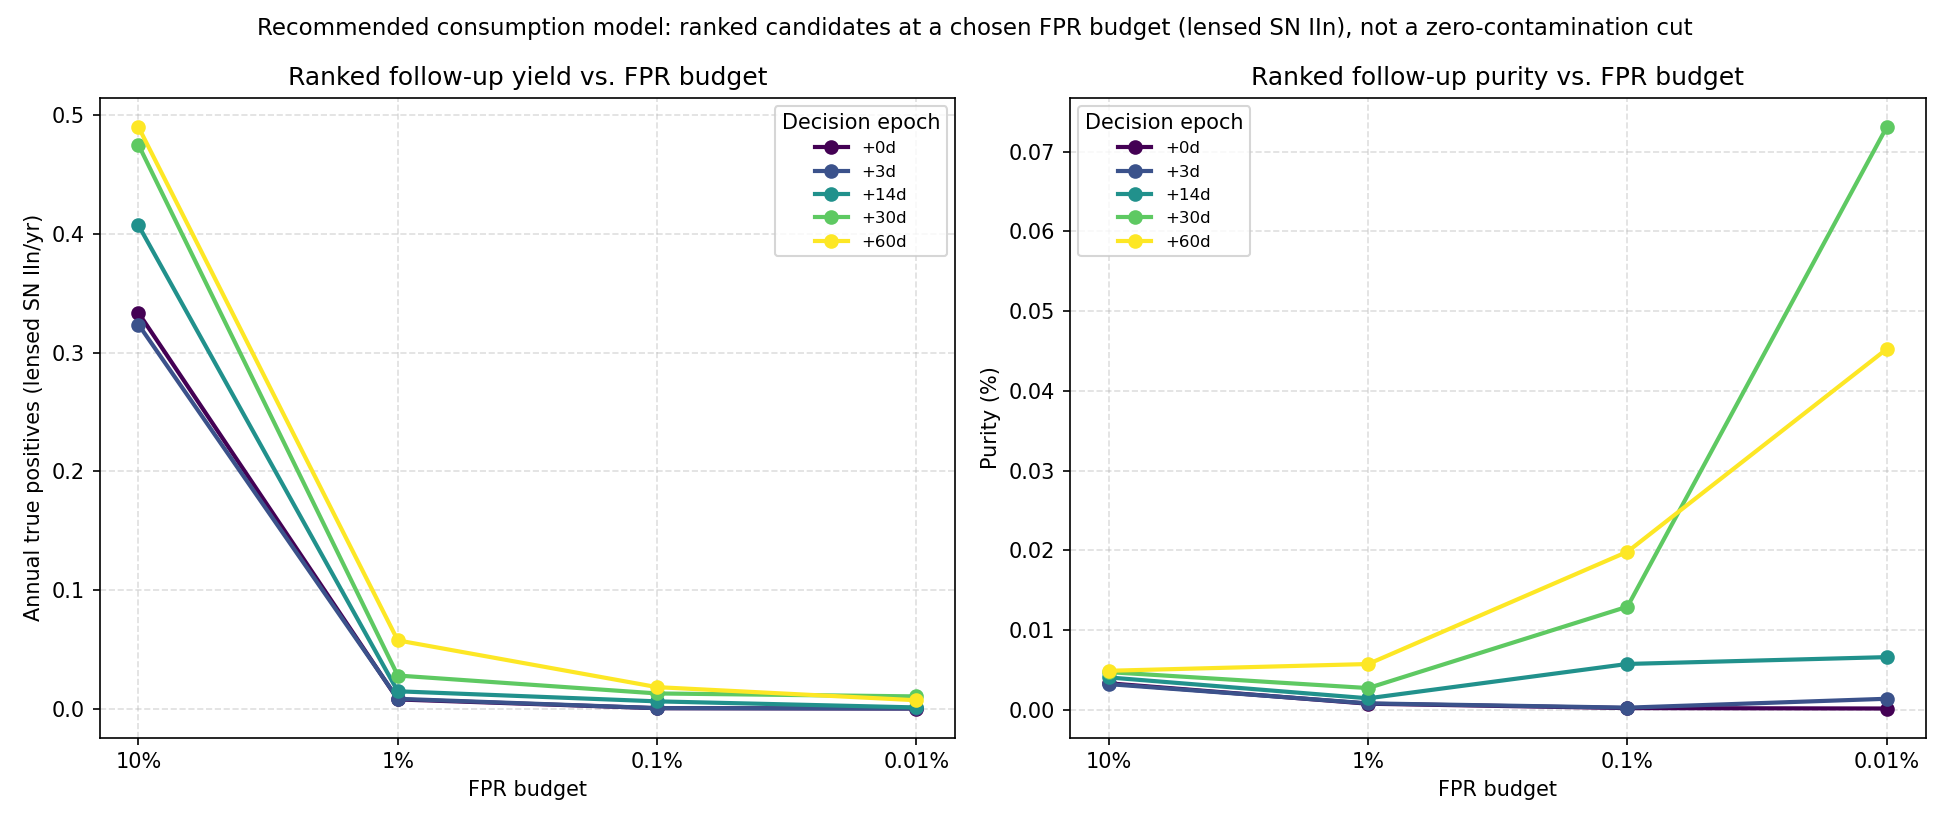 Recommended consumption model: ranked candidates at a chosen FPR budget (lensed SN IIn), not a zero-contamination cut
Ranked follow-up yield vs. FPR budget
Annual true positives (lensed SN IIn/yr)
0.5
0.4
0.3
0.2
0.1
0.0
Decision epoch
+0d
+3d
+14d
+30d
+60d
10%
1%
0.1%
0.01%
FPR budget
Ranked follow-up purity vs. FPR budget
Purity (%)
0.07
0.06
0.05
0.04
0.03
0.02
0.01
0.00
Decision epoch
+0d
+3d
+14d
+30d
+60d
10%
1%
0.1%
0.01%
FPR budget